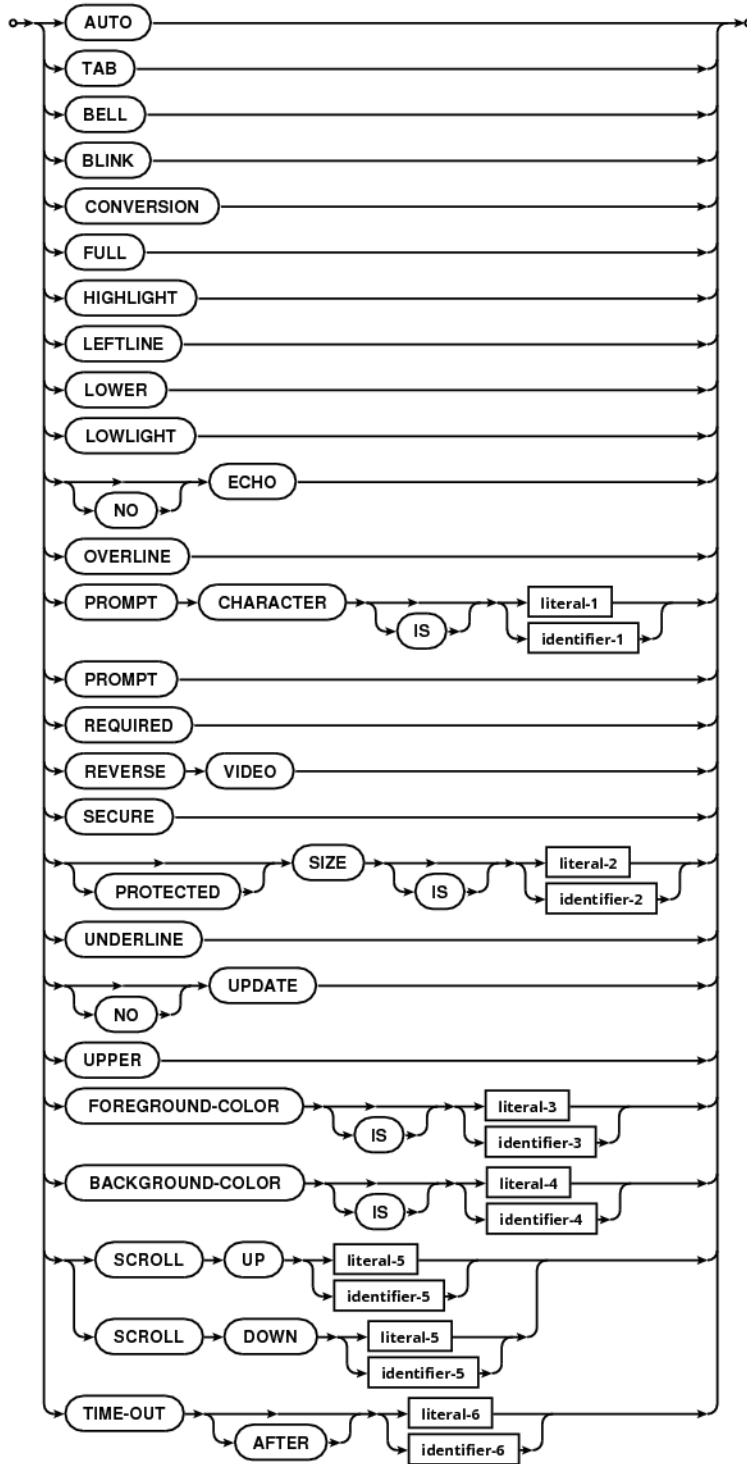 AUTO
TAB
BELL
BLINK
CONVERSION
FULL
HIGHLIGHT
LEFTLINE
LOWER
LOWLIGHT
ECHO
NO
OVERLINE
PROMPT CHARACTER literal-1
IS identifier-1
PROMPT
REQUIRED
REVERSE VIDEO
SECURE
SIZE literal-2
PROTECTED IS identifier-2
UNDERLINE
UPDATE
NO
UPPER
FOREGROUND-COLOR literal-3
IS identifier-3
BACKGROUND-COLOR literal-4
IS identifier-4
SCROLL UP literal-5
identifier-5
SCROLL DOWN literal-5
identifier-5
TIME-OUT literal-6
AFTER identifier-6